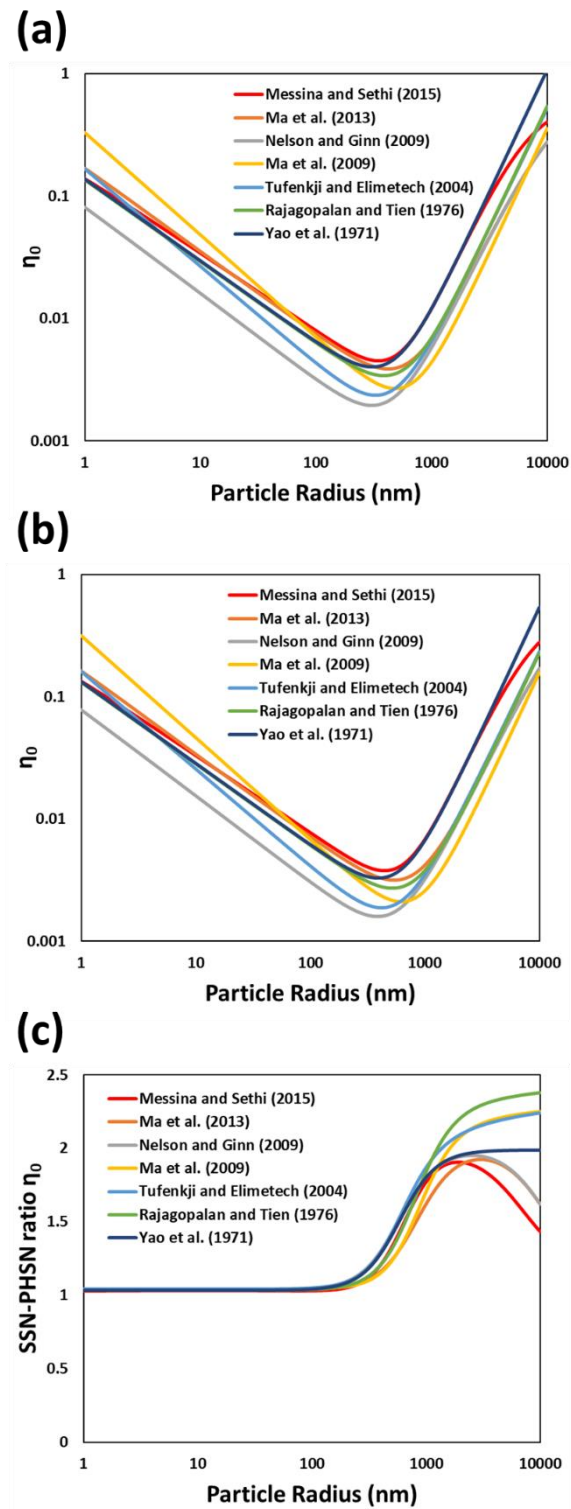 (a)
1
0.1
0.01
0.001
η0
Messina and Sethi (2015)
Ma et al. (2013)
Nelson and Ginn (2009)
Ma et al. (2009)
Tufenkji and Elimetech (2004)
Rajagopalan and Tien (1976)
Yao et al. (1971)
1 10 100 1000 10000
Particle Radius (nm)
(b)
1
0.1
0.01
0.001
η0
Messina and Sethi (2015)
Ma et al. (2013)
Nelson and Ginn (2009)
Ma et al. (2009)
Tufenkji and Elimetech (2004)
Rajagopalan and Tien (1976)
Yao et al. (1971)
1 10 100 1000 10000
Particle Radius (nm)
(c)
2.5
2
1.5
1
0.5
0
SSN-PHSN ratio η0
Messina and Sethi (2015)
Ma et al. (2013)
Nelson and Ginn (2009)
Ma et al. (2009)
Tufenkji and Elimetech (2004)
Rajagopalan and Tien (1976)
Yao et al. (1971)
1 10 100 1000 10000
Particle Radius (nm)